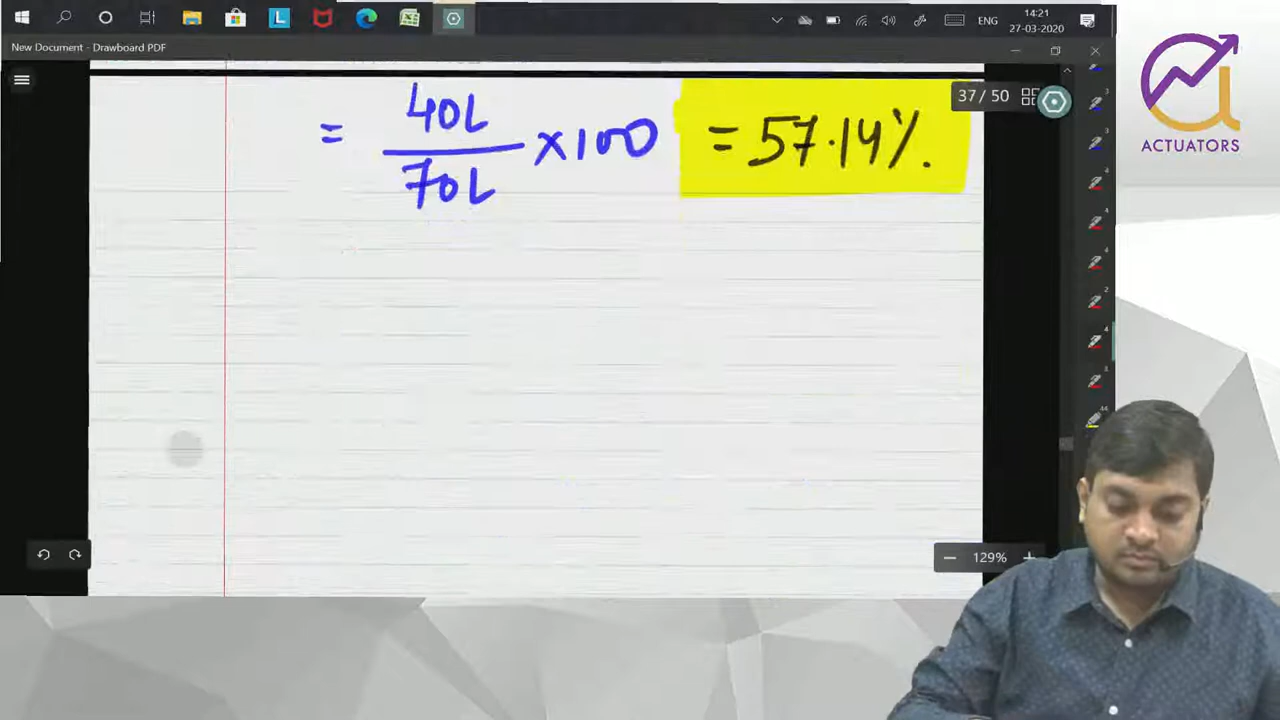 14:21
ENG
27-03-2020
New Document - Drawboard PDF
37 / 50
= 40L / 70L ×100 = 57.14%.
ACTUATORS
129%